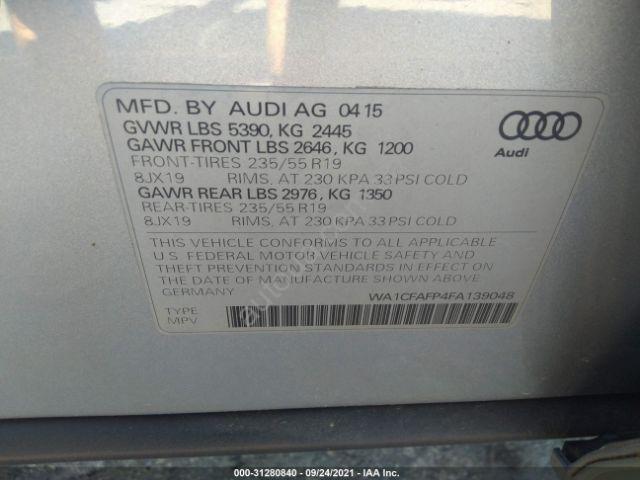 MFD. BY AUDI AG 04 15
GVWR LBS 5390, KG 2445
GAWR FRONT LBS 2646, KG 1200
FRONT-TIRES 235/55 R19
8JX19 RIMS, AT 230 KPA 33 PSI COLD
GAWR REAR LBS 2976, KG 1350
REAR-TIRES 235/55 R19
8JX19 RIMS, AT 230 KPA 33 PSI COLD
Audi
THIS VEHICLE CONFORMS TO ALL APPLICABLE
U.S. FEDERAL MOTOR VEHICLE SAFETY AND
THEFT PREVENTION STANDARDS IN EFFECT ON
THE DATE OF MANUFACTURE SHOWN ABOVE
GERMANY
WA1CFAFP4FA139048
TYPE
MPV
000-31280840 - 09/24/2021 - IAA Inc.